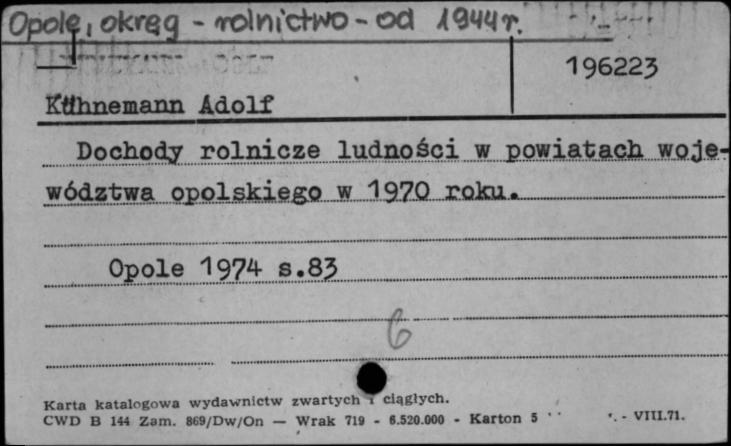 Opole, okręg - rolnictwo - od 1944 r.
196223
Kühnemann Adolf
Dochody rolnicze ludności w powiatach woje-
wództwa opolskiego w 1970 roku.
Opole 1974 s.83
6
Karta katalogowa wydawnictw zwartych i ciągłych.
CWD B 144 Zam. 869/Dw/On — Wrak 719 - 6.520.000 - Karton 5 - VIII.71.